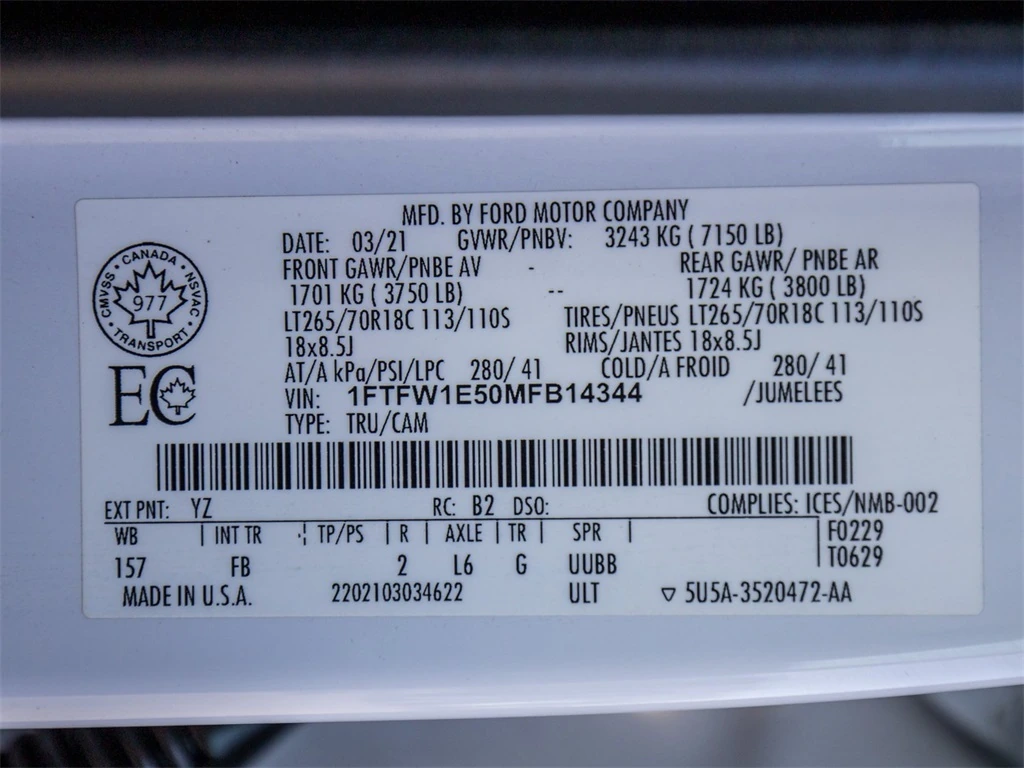 MFD. BY FORD MOTOR COMPANY
DATE: 03/21 GVWR/PNBV: 3243 KG ( 7150 LB)
FRONT GAWR/PNBE AV - REAR GAWR/ PNBE AR
1701 KG ( 3750 LB) -- 1724 KG ( 3800 LB)
LT265/70R18C 113/110S TIRES/PNEUS LT265/70R18C 113/110S
18x8.5J RIMS/JANTES 18x8.5J
AT/A kPa/PSI/LPC 280/ 41 COLD/A FROID 280/ 41
VIN: 1FTFW1E50MFB14344 /JUMELEES
TYPE: TRU/CAM
CMVSS · CANADA · NSVAC
977
· TRANSPORT ·
EC
EXT PNT: YZ RC: B2 DSO: COMPLIES: ICES/NMB-002
WB | INT TR | TP/PS | R | AXLE | TR | SPR | F0229
157 FB 2 L6 G UUBB T0629
MADE IN U.S.A. 2202103034622 ULT ▽ 5U5A-3520472-AA